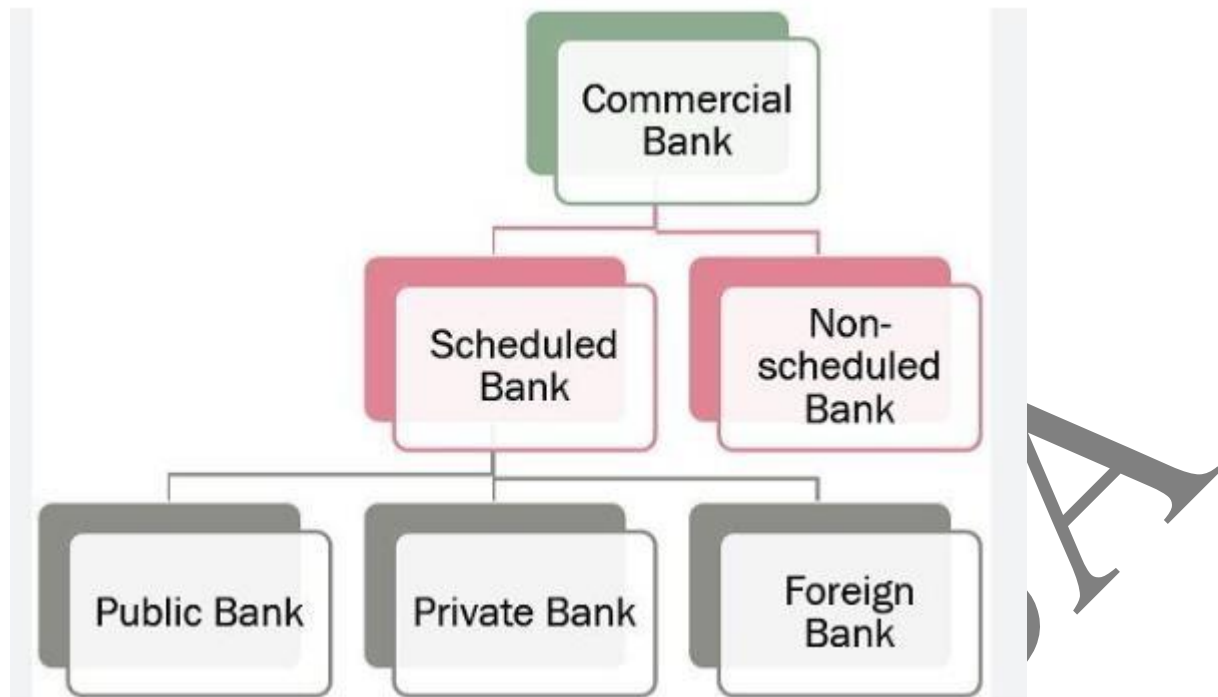 Commercial
Bank
Scheduled
Bank
Non-
scheduled
Bank
Public Bank
Private Bank
Foreign
Bank
A